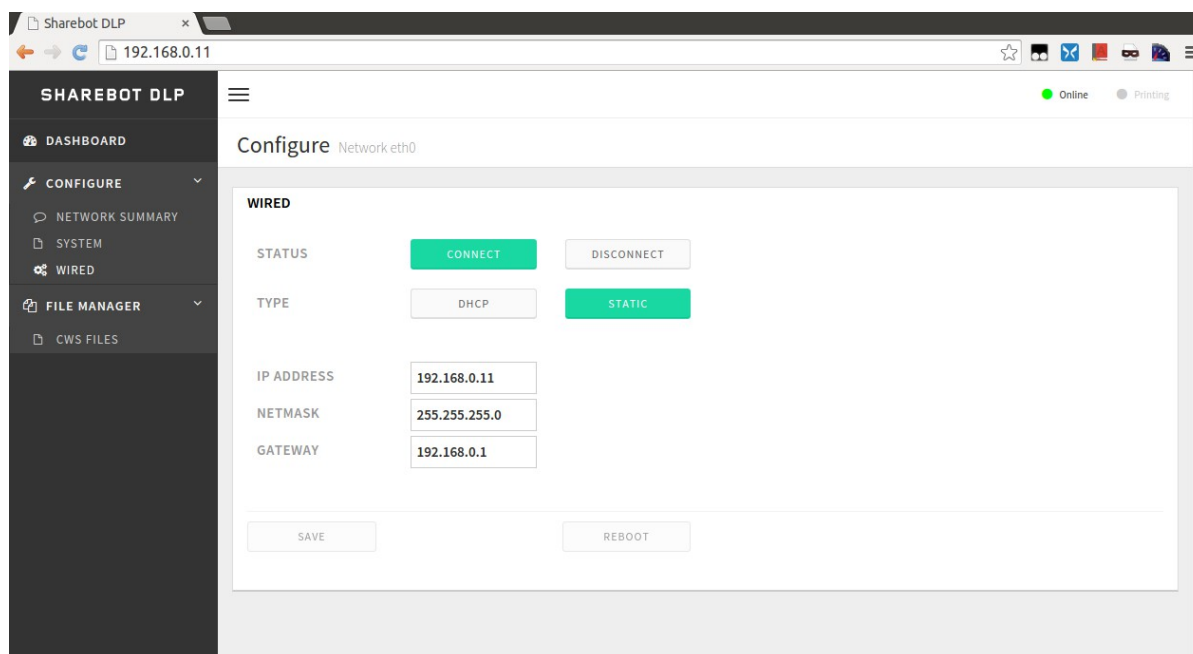 Sharebot DLP
192.168.0.11
SHAREBOT DLP
Online Printing
DASHBOARD
Configure Network eth0
CONFIGURE
NETWORK SUMMARY
SYSTEM
WIRED
FILE MANAGER
CWS FILES
WIRED
STATUS CONNECT DISCONNECT
TYPE DHCP STATIC
IP ADDRESS 192.168.0.11
NETMASK 255.255.255.0
GATEWAY 192.168.0.1
SAVE REBOOT